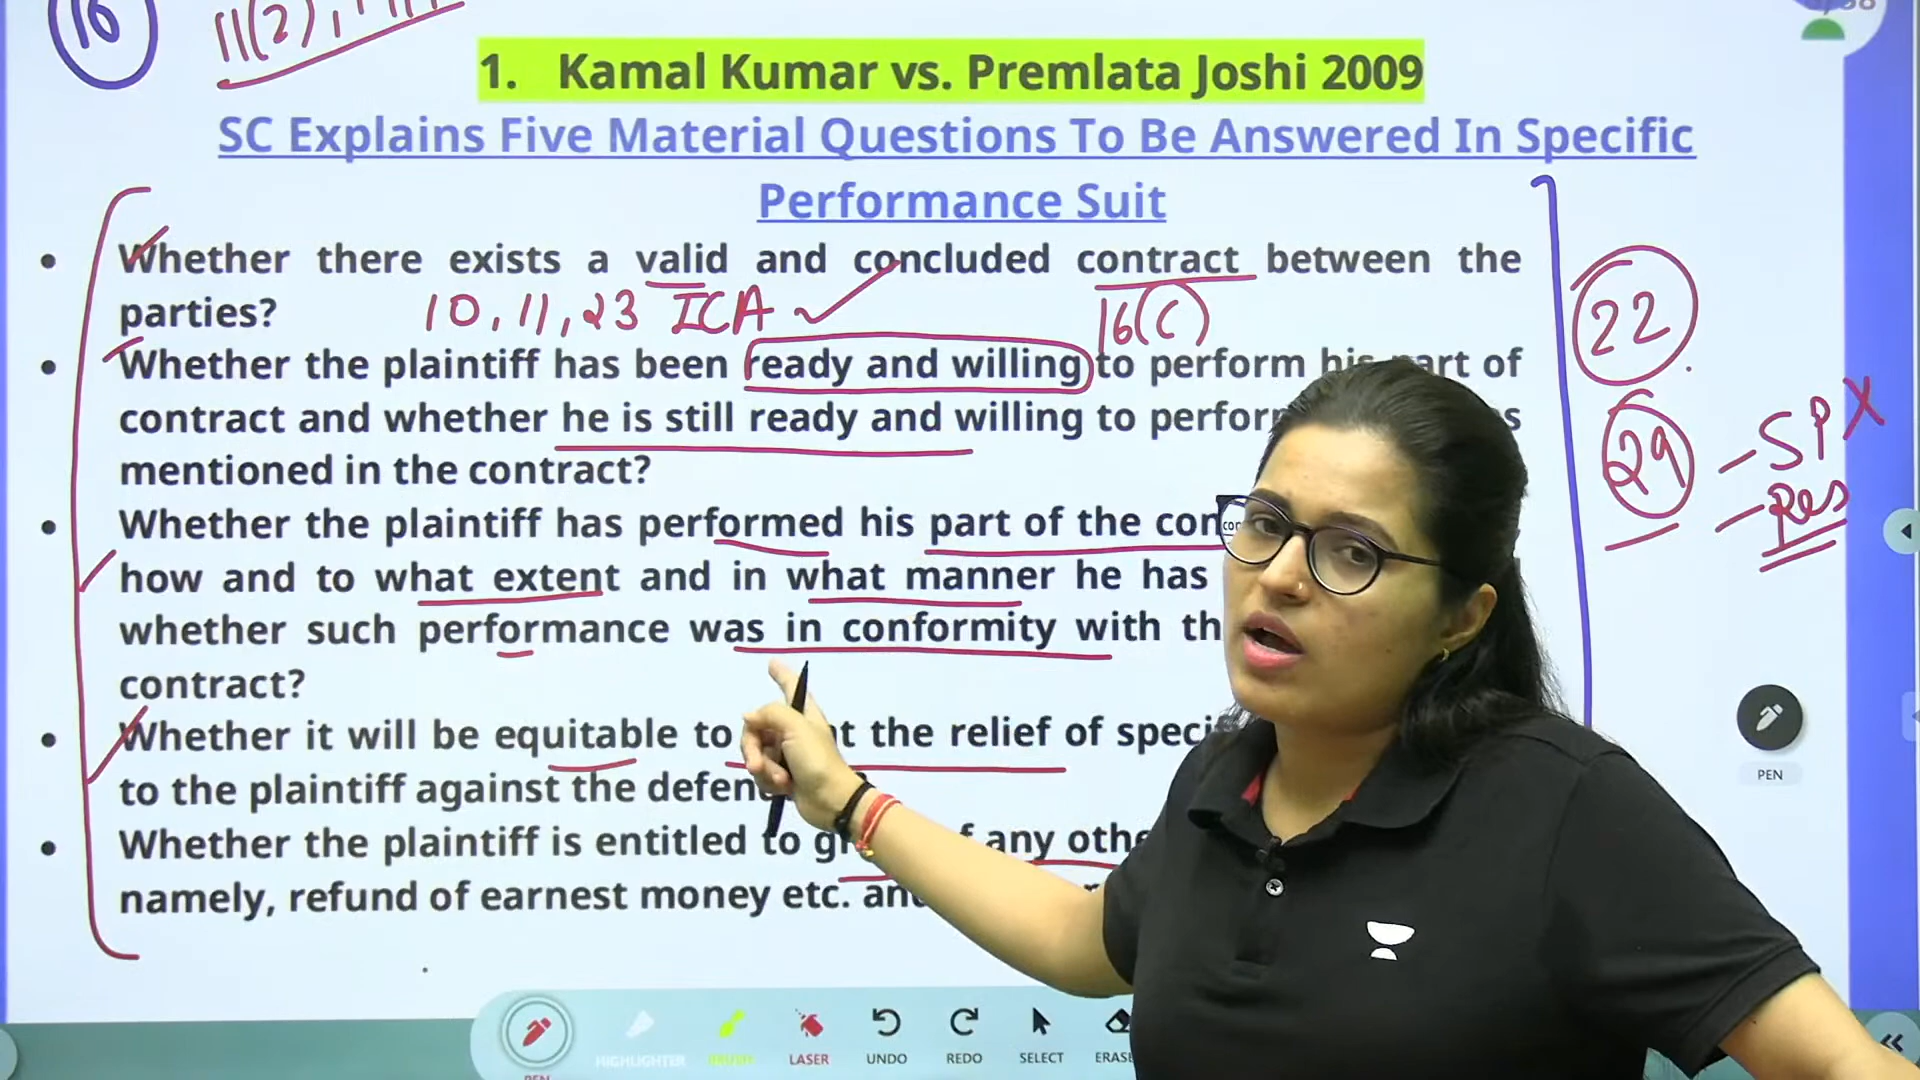 16
11(2),
1. Kamal Kumar vs. Premlata Joshi 2009
SC Explains Five Material Questions To Be Answered In Specific
Performance Suit
• Whether there exists a valid and concluded contract between the
parties?
10, 11, 23 ICA
16(C)
22
• Whether the plaintiff has been ready and willing to perform his part of
contract and whether he is still ready and willing to perform
mentioned in the contract?
29
- SP X
- Res
• Whether the plaintiff has performed his part of the con
how and to what extent and in what manner he has
whether such performance was in conformity with th
contract?
• Whether it will be equitable to the relief of speci
to the plaintiff against the defen
• Whether the plaintiff is entitled to any othe
namely, refund of earnest money etc. an
PEN
PEN
HIGHLIGHTER
BRUSH
LASER
UNDO
REDO
SELECT
ERASE